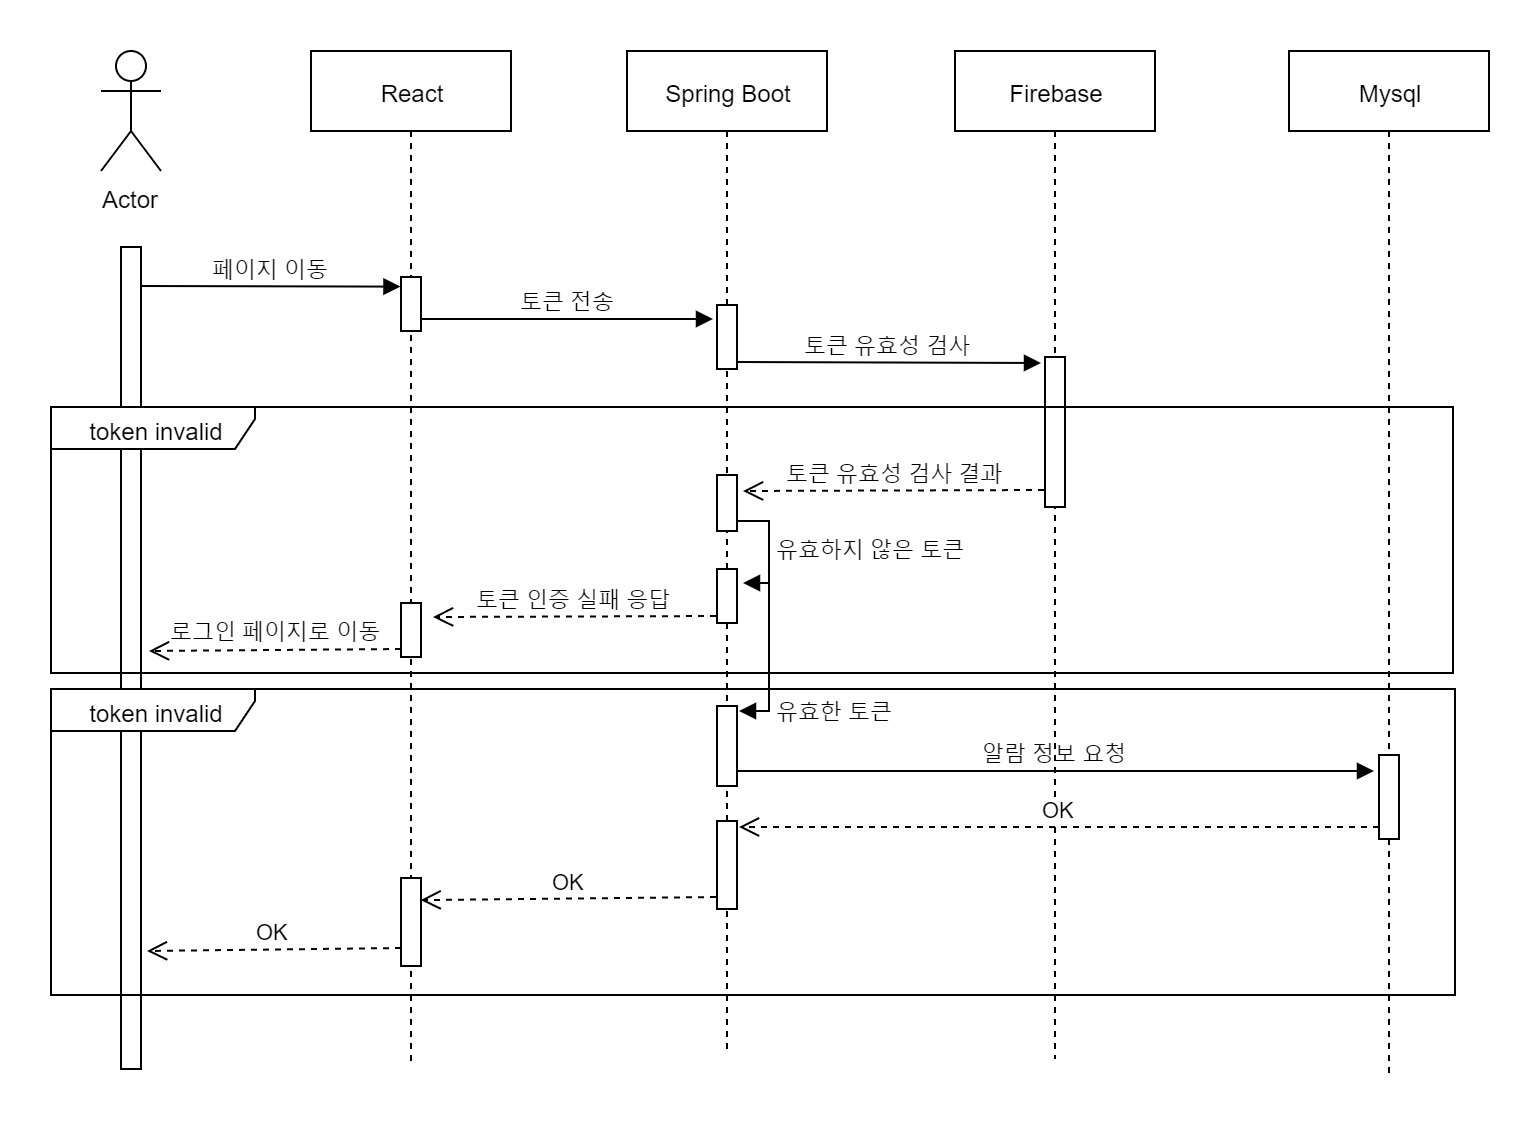 React
Spring Boot
Firebase
Mysql
Actor
페이지 이동
토큰 전송
토큰 유효성 검사
token invalid
토큰 유효성 검사 결과
유효하지 않은 토큰
토큰 인증 실패 응답
로그인 페이지로 이동
token invalid
유효한 토큰
알람 정보 요청
OK
OK
OK